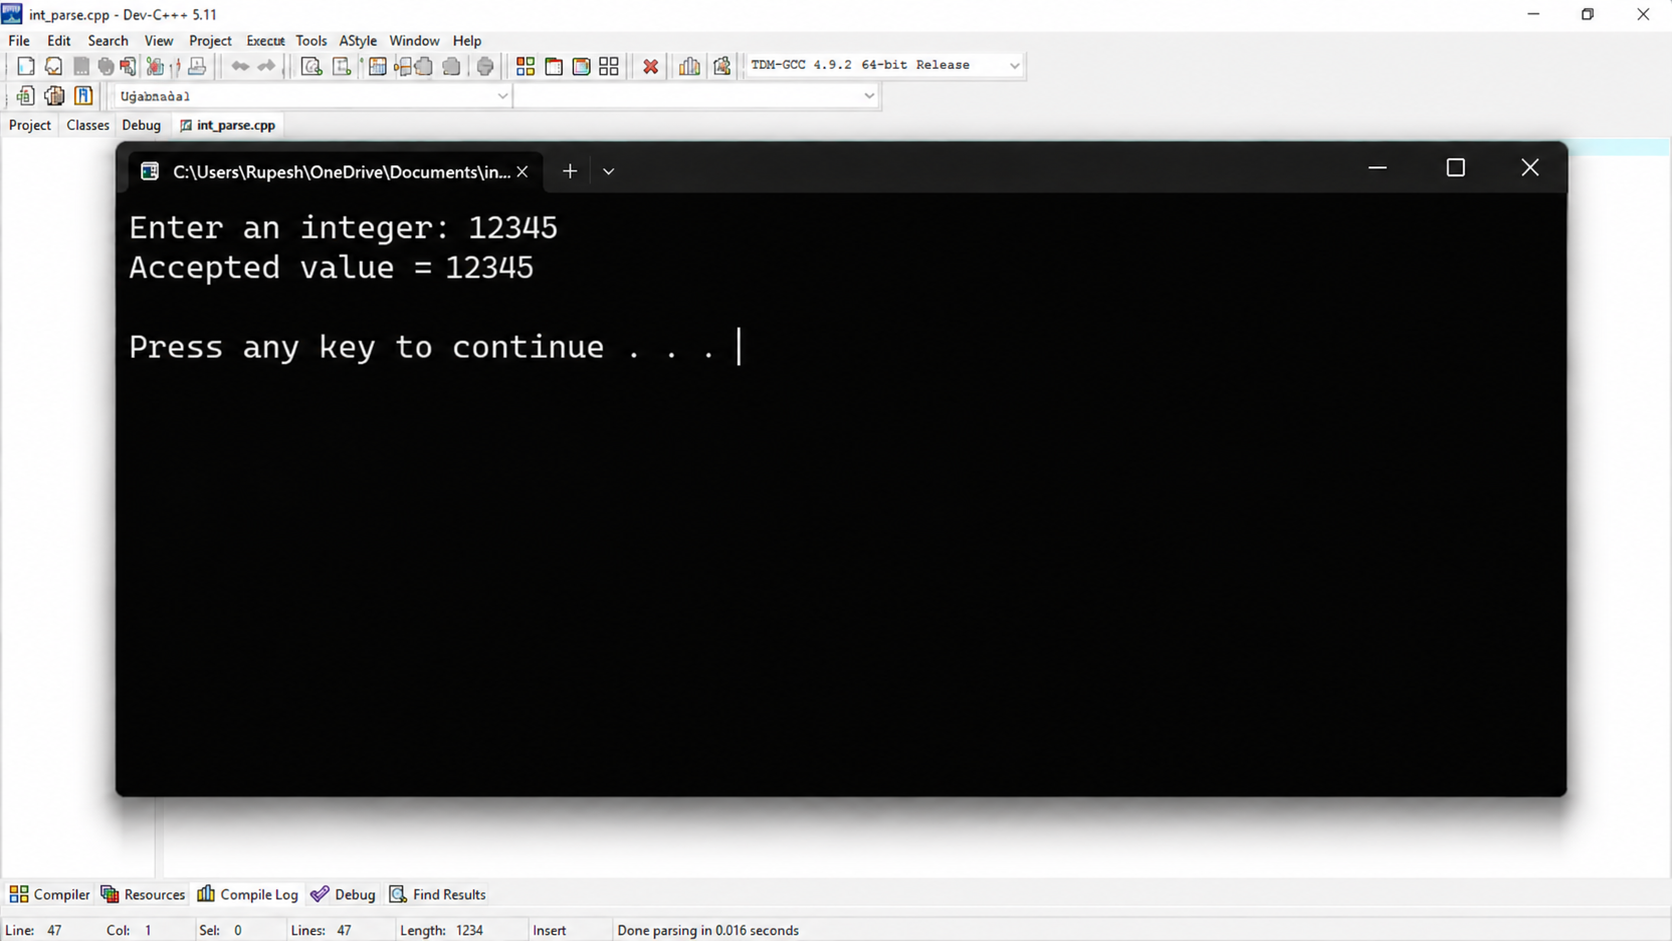 int_parse.cpp - Dev-C+++ 5.11
File Edit Search View Project Execut Tools AStyle Window Help
TDM-GCC 4.9.2 64-bit Release
Project Classes Debug int_parse.cpp
C:\Users\Rupesh\OneDrive\Documents\in...
Enter an integer: 12345
Accepted value = 12345
Press any key to continue . . .
Compiler Resources Compile Log Debug Find Results
Line: 47 Col: 1 Sel: 0 Lines: 47 Length: 1234 Insert Done parsing in 0.016 seconds